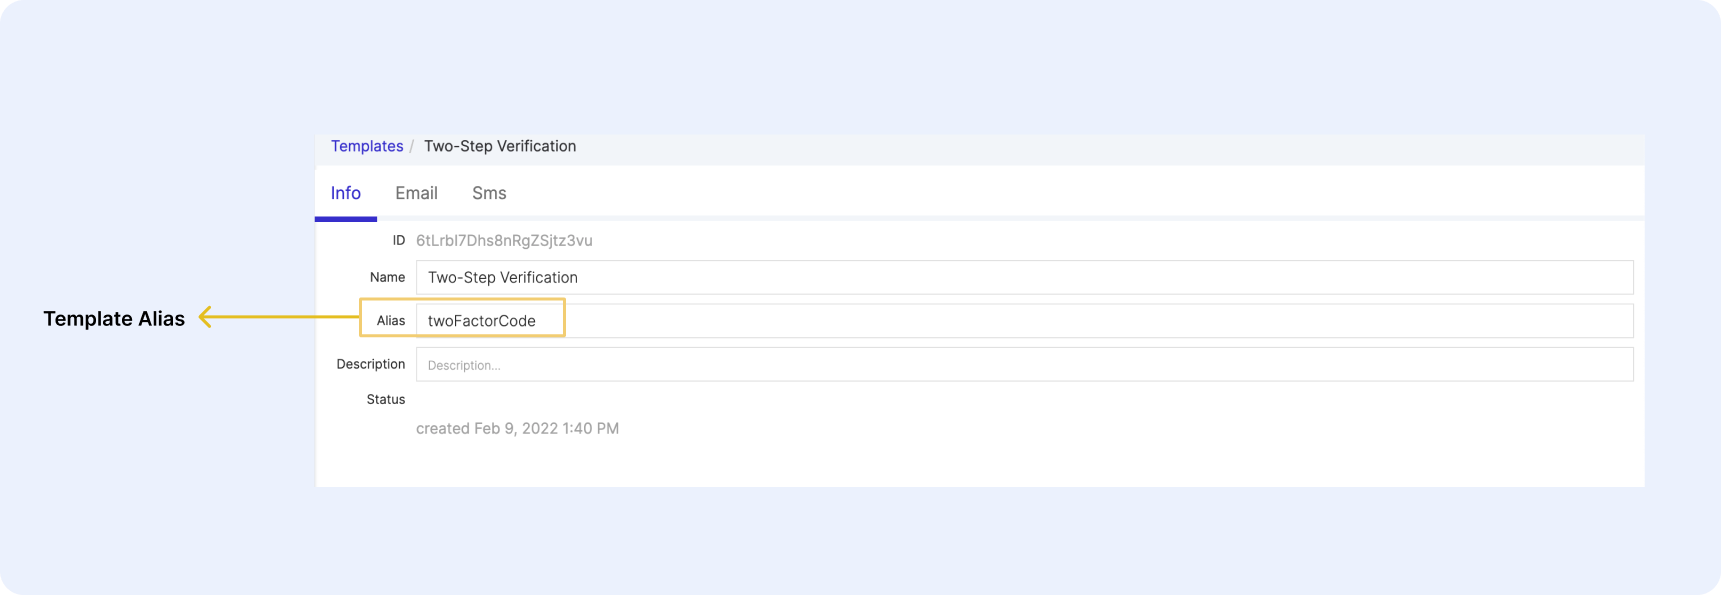 Templates / Two-Step Verification
Info Email Sms
ID 6tLrbI7Dhs8nRgZSjtz3vu
Name Two-Step Verification
Template Alias
Alias twoFactorCode
Description Description...
Status
created Feb 9, 2022 1:40 PM